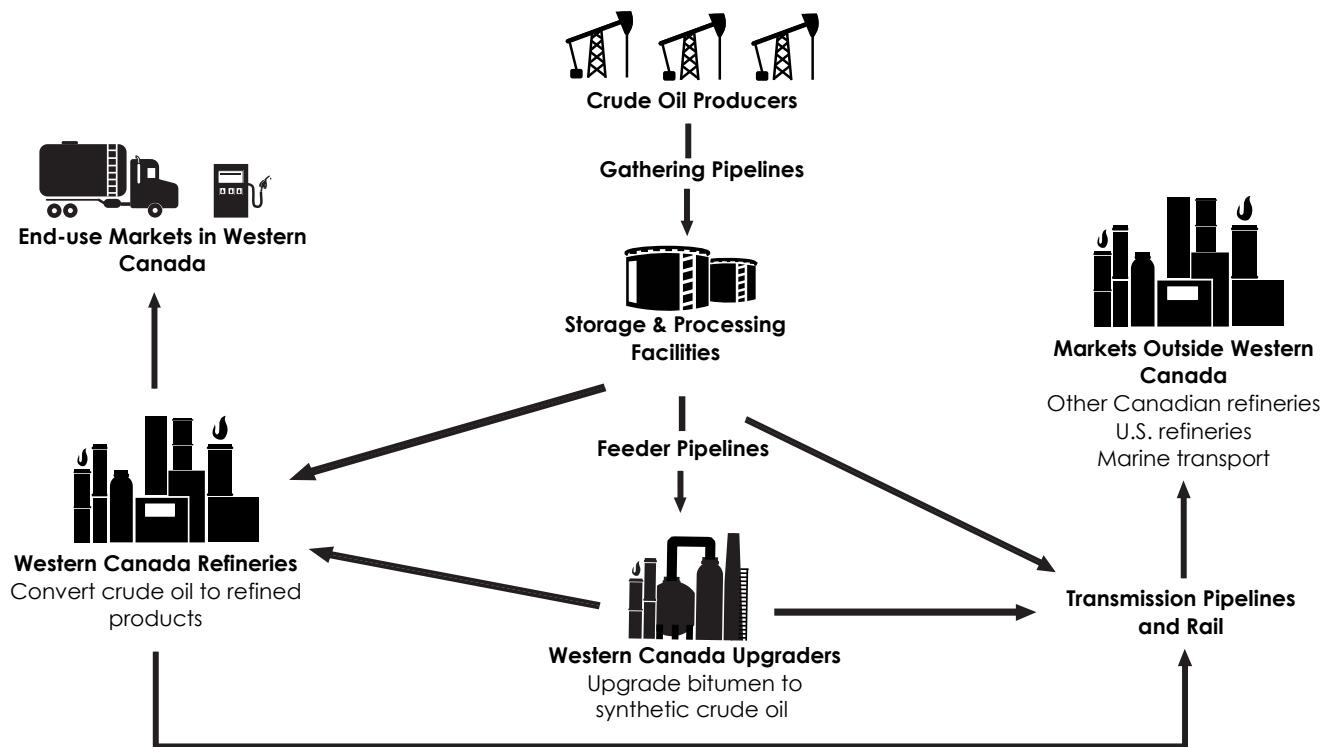 Crude Oil Producers
Gathering Pipelines
End-use Markets in Western
Canada
Storage & Processing
Facilities
Markets Outside Western
Canada
Other Canadian refineries
U.S. refineries
Marine transport
Feeder Pipelines
Western Canada Refineries
Convert crude oil to refined
products
Transmission Pipelines
and Rail
Western Canada Upgraders
Upgrade bitumen to
synthetic crude oil